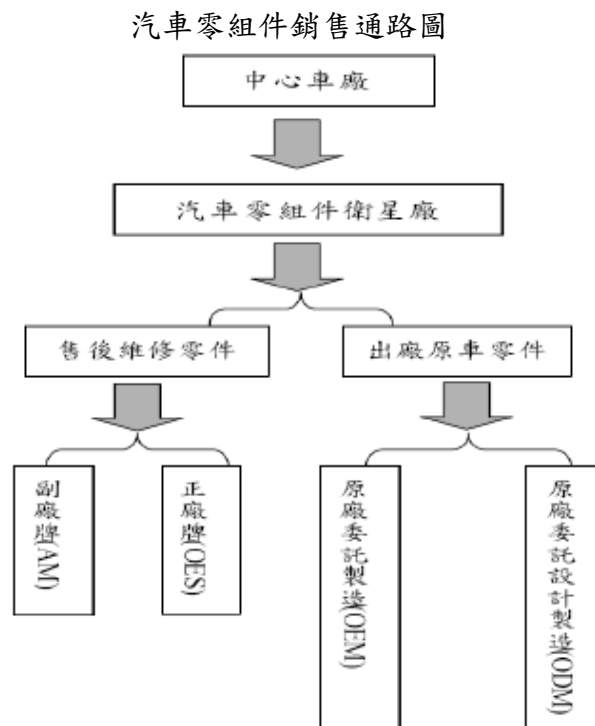 汽車零組件銷售通路圖
中心車廠
汽車零組件衛星廠
售後維修零件
出廠原車零件
副廠牌(AM)
正廠牌(OES)
原廠委託製造(OEM)
原廠委託設計製造(ODM)